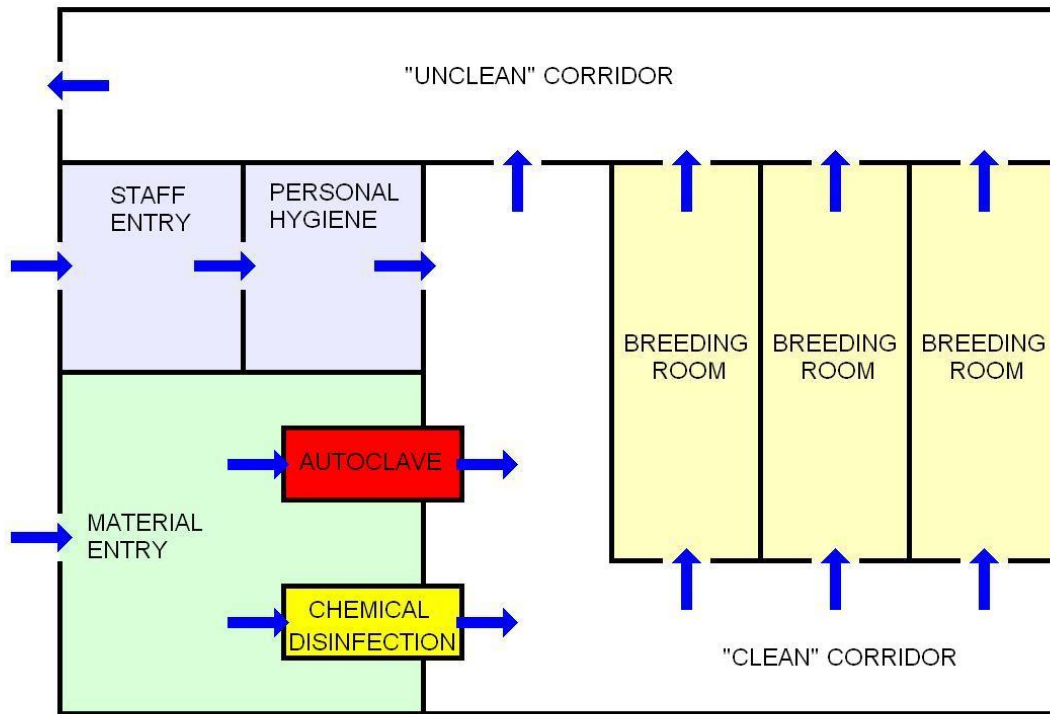 "UNCLEAN" CORRIDOR
STAFF
ENTRY
PERSONAL
HYGIENE
BREEDING
ROOM
BREEDING
ROOM
BREEDING
ROOM
AUTOCLAVE
MATERIAL
ENTRY
CHEMICAL
DISINFECTION
"CLEAN" CORRIDOR